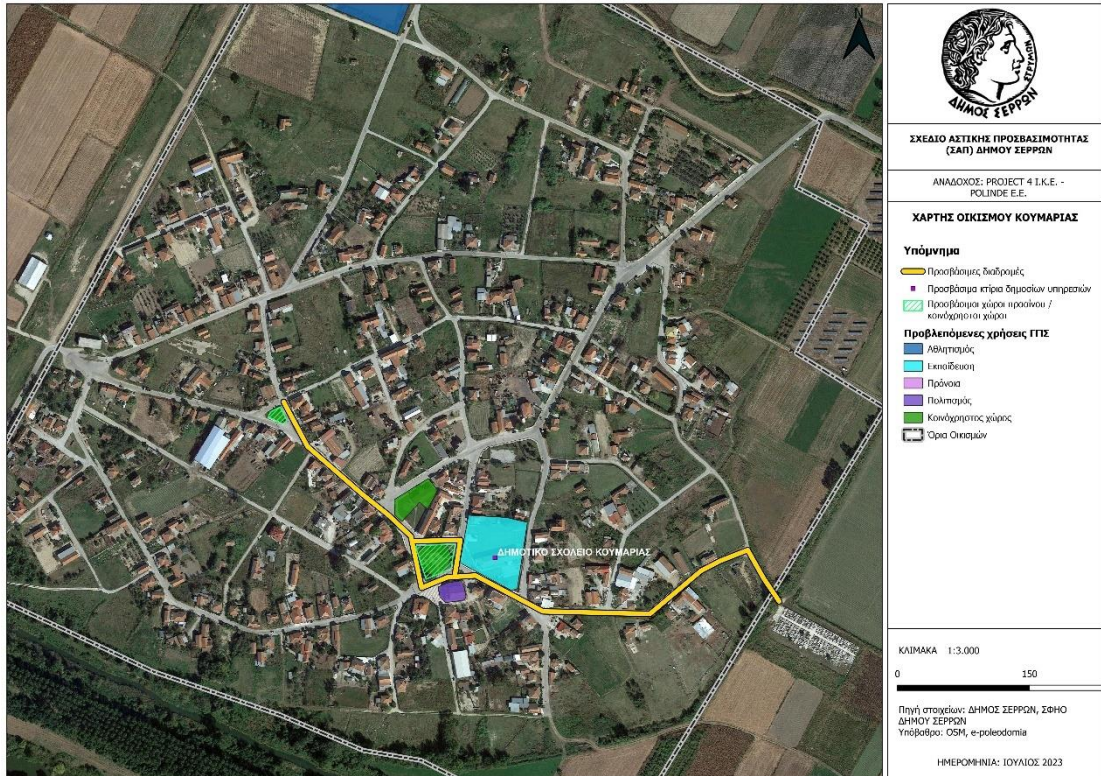 N
ΔΗΜΟΣ ΣΕΡΡΩΝ
ΣΤΡΥΜΩΝ
ΣΧΕΔΙΟ ΑΣΤΙΚΗΣ ΠΡΟΣΒΑΣΙΜΟΤΗΤΑΣ
(ΣΑΠ) ΔΗΜΟΥ ΣΕΡΡΩΝ
ΑΝΑΔΟΧΟΣ: PROJECT 4 Ι.Κ.Ε. -
POLINDE Ε.Ε.
ΧΑΡΤΗΣ ΟΙΚΙΣΜΟΥ ΚΟΥΜΑΡΙΑΣ
Υπόμνημα
Προσβάσιμες διαδρομές
Προσβάσιμα κτίρια δημοσίων υπηρεσιών
Προσβάσιμοι χώροι πρασίνου /
κοινόχρηστοι χώροι
Προβλεπόμενες χρήσεις ΓΠΣ
Αθλητισμός
Εκπαίδευση
Πρόνοια
Πολιτισμός
Κοινόχρηστος χώρος
Όρια Οικισμών
ΔΗΜΟΤΙΚΟ ΣΧΟΛΕΙΟ ΚΟΥΜΑΡΙΑΣ
ΚΛΙΜΑΚΑ 1:3.000
0 150
Πηγή στοιχείων: ΔΗΜΟΣ ΣΕΡΡΩΝ, ΣΦΗΟ
ΔΗΜΟΥ ΣΕΡΡΩΝ
Υπόβαθρο: OSM, e-poleodomia
ΗΜΕΡΟΜΗΝΙΑ: ΙΟΥΛΙΟΣ 2023